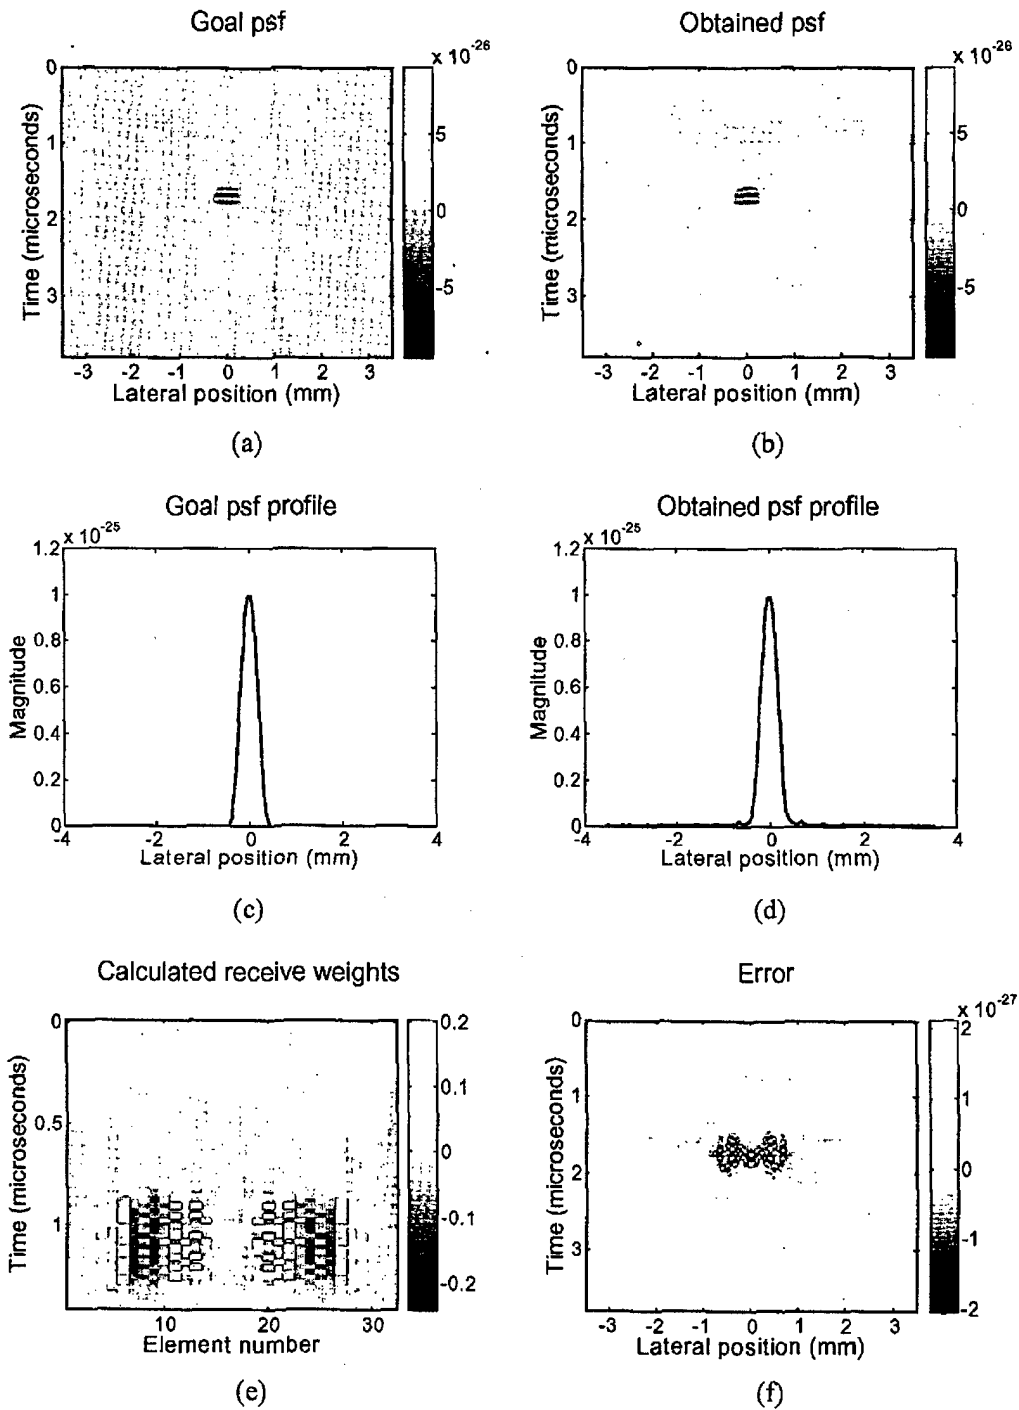 Goal psf
x 10-26
0
1
2
3
Time (microseconds)
5
0
-5
-3 -2 -1 0 1 2 3
Lateral position (mm)
(a)
Obtained psf
x 10-26
0
1
2
3
Time (microseconds)
5
0
-5
-3 -2 -1 0 1 2 3
Lateral position (mm)
(b)
Goal psf profile
x 10-25
1.2
1
0.8
0.6
0.4
0.2
0
Magnitude
-4 -2 0 2 4
Lateral position (mm)
(c)
Obtained psf profile
x 10-25
1.2
1
0.8
0.6
0.4
0.2
0
Magnitude
-4 -2 0 2 4
Lateral position (mm)
(d)
Calculated receive weights
0
0.5
1
Time (microseconds)
0.2
0.1
0
-0.1
-0.2
10 20 30
Element number
(e)
Error
x 10-27
0
1
2
3
Time (microseconds)
2
1
0
-1
-2
-3 -2 -1 0 1 2 3
Lateral position (mm)
(f)